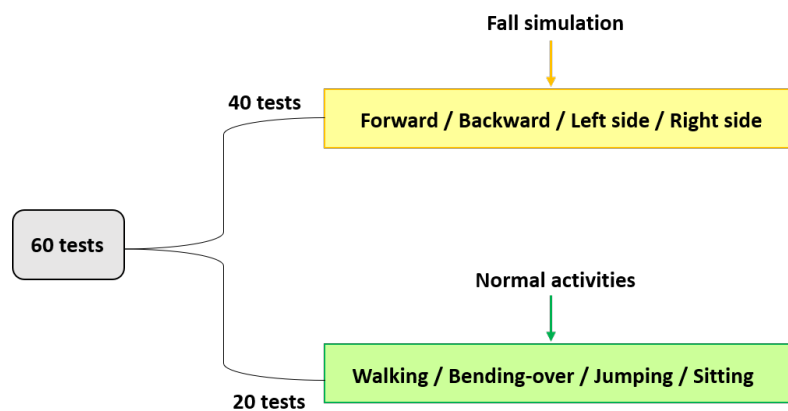 Fall simulation
40 tests
Forward / Backward / Left side / Right side
60 tests
Normal activities
Walking / Bending-over / Jumping / Sitting
20 tests